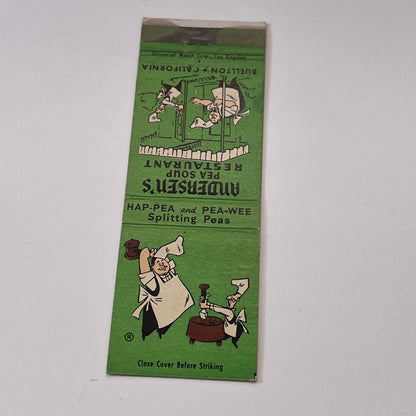 Universal Match Corp., Los Angeles
BUELLTON • CALIFORNIA
ANDERSEN'S
PEA SOUP
RESTAURANT
HAP-PEA and PEA-WEE
Splitting Peas
®
Close Cover Before Striking